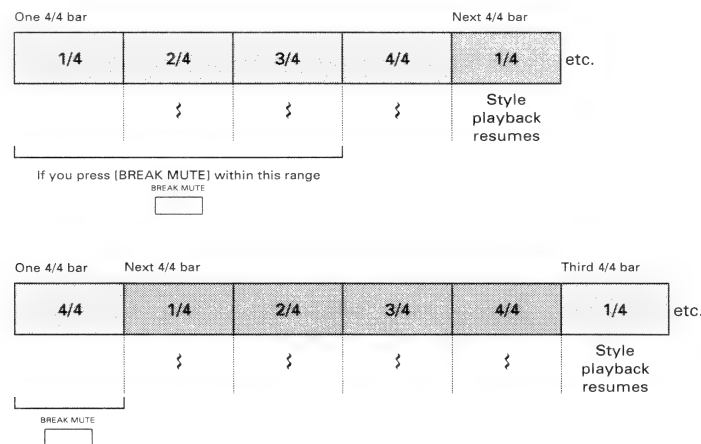 One 4/4 bar Next 4/4 bar
1/4 2/4 3/4 4/4 1/4 etc.
Style
playback
resumes
If you press [BREAK MUTE] within this range
BREAK MUTE
One 4/4 bar Next 4/4 bar Third 4/4 bar
4/4 1/4 2/4 3/4 4/4 1/4 etc.
Style
playback
resumes
BREAK MUTE